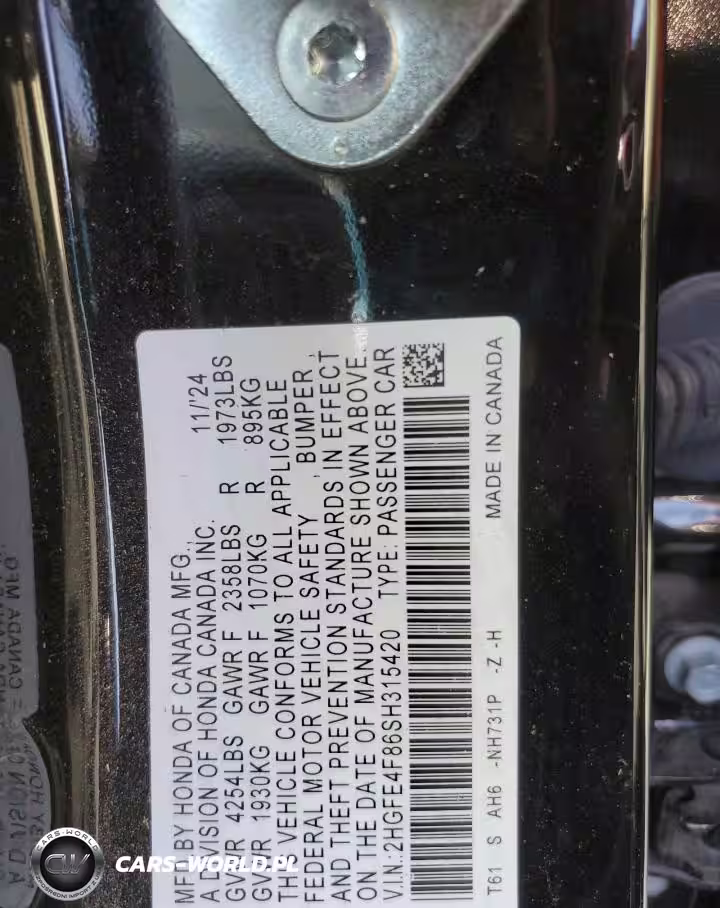 MFD BY HONDA OF CANADA MFG., 11/'24
A DIVISION OF HONDA CANADA INC.
GVWR 4254LBS GAWR F 2358LBS R 1973LBS
GVWR 1930KG GAWR F 1070KG R 895KG
THIS VEHICLE CONFORMS TO ALL APPLICABLE
FEDERAL MOTOR VEHICLE SAFETY , BUMPER ,
AND THEFT PREVENTION STANDARDS IN EFFECT
ON THE DATE OF MANUFACTURE SHOWN ABOVE.
V.I.N.: 2HGFE4F86SH315420 TYPE: PASSENGER CAR
T61 S AH6 -NH731P -Z -H MADE IN CANADA
CARS-WORLD.PL
CARS-WORLD
CW